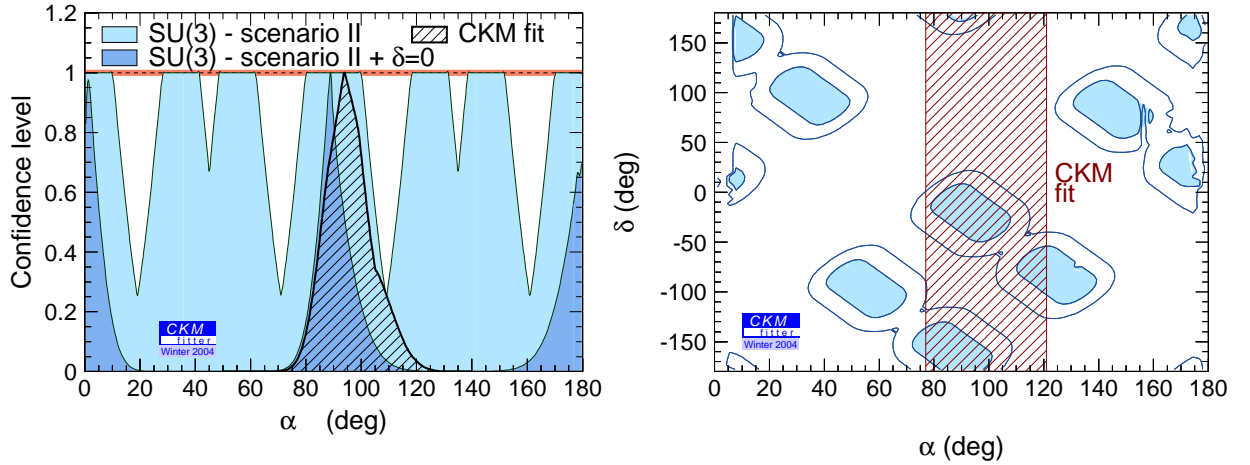 SU(3) - scenario II
CKM fit
SU(3) - scenario II + δ=0
Confidence level
1.2
1
0.8
0.6
0.4
0.2
0
0 20 40 60 80 100 120 140 160 180
α (deg)
CKM
fitter
Winter 2004
δ (deg)
150
100
50
0
-50
-100
-150
0 20 40 60 80 100 120 140 160 180
α (deg)
CKM
fit
CKM
fitter
Winter 2004